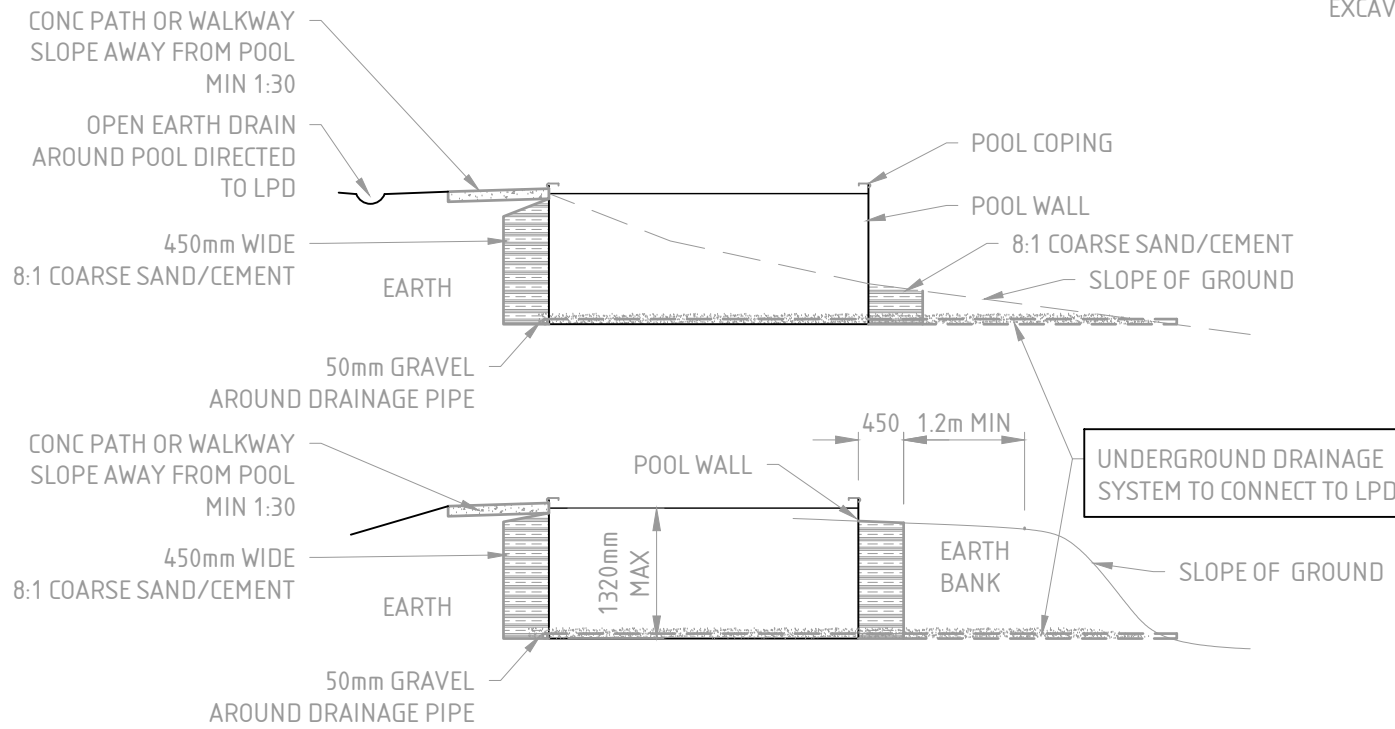 EXCAV
CONC PATH OR WALKWAY
SLOPE AWAY FROM POOL
MIN 1:30
OPEN EARTH DRAIN
AROUND POOL DIRECTED
TO LPD
POOL COPING
POOL WALL
450mm WIDE
8:1 COARSE SAND/CEMENT
8:1 COARSE SAND/CEMENT
EARTH
SLOPE OF GROUND
50mm GRAVEL
AROUND DRAINAGE PIPE
CONC PATH OR WALKWAY
SLOPE AWAY FROM POOL
MIN 1:30
450 1.2m MIN
POOL WALL
UNDERGROUND DRAINAGE
SYSTEM TO CONNECT TO LPD
450mm WIDE
8:1 COARSE SAND/CEMENT
1320mm
MAX
EARTH
BANK
SLOPE OF GROUND
EARTH
50mm GRAVEL
AROUND DRAINAGE PIPE